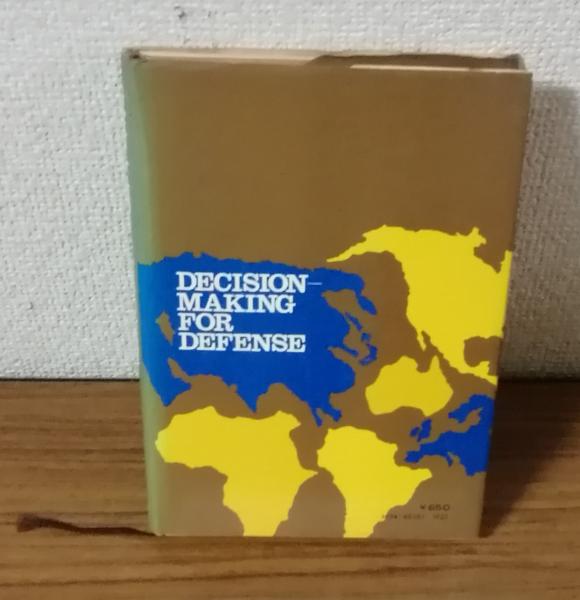 DECISION—
MAKING
FOR
DEFENSE
¥650